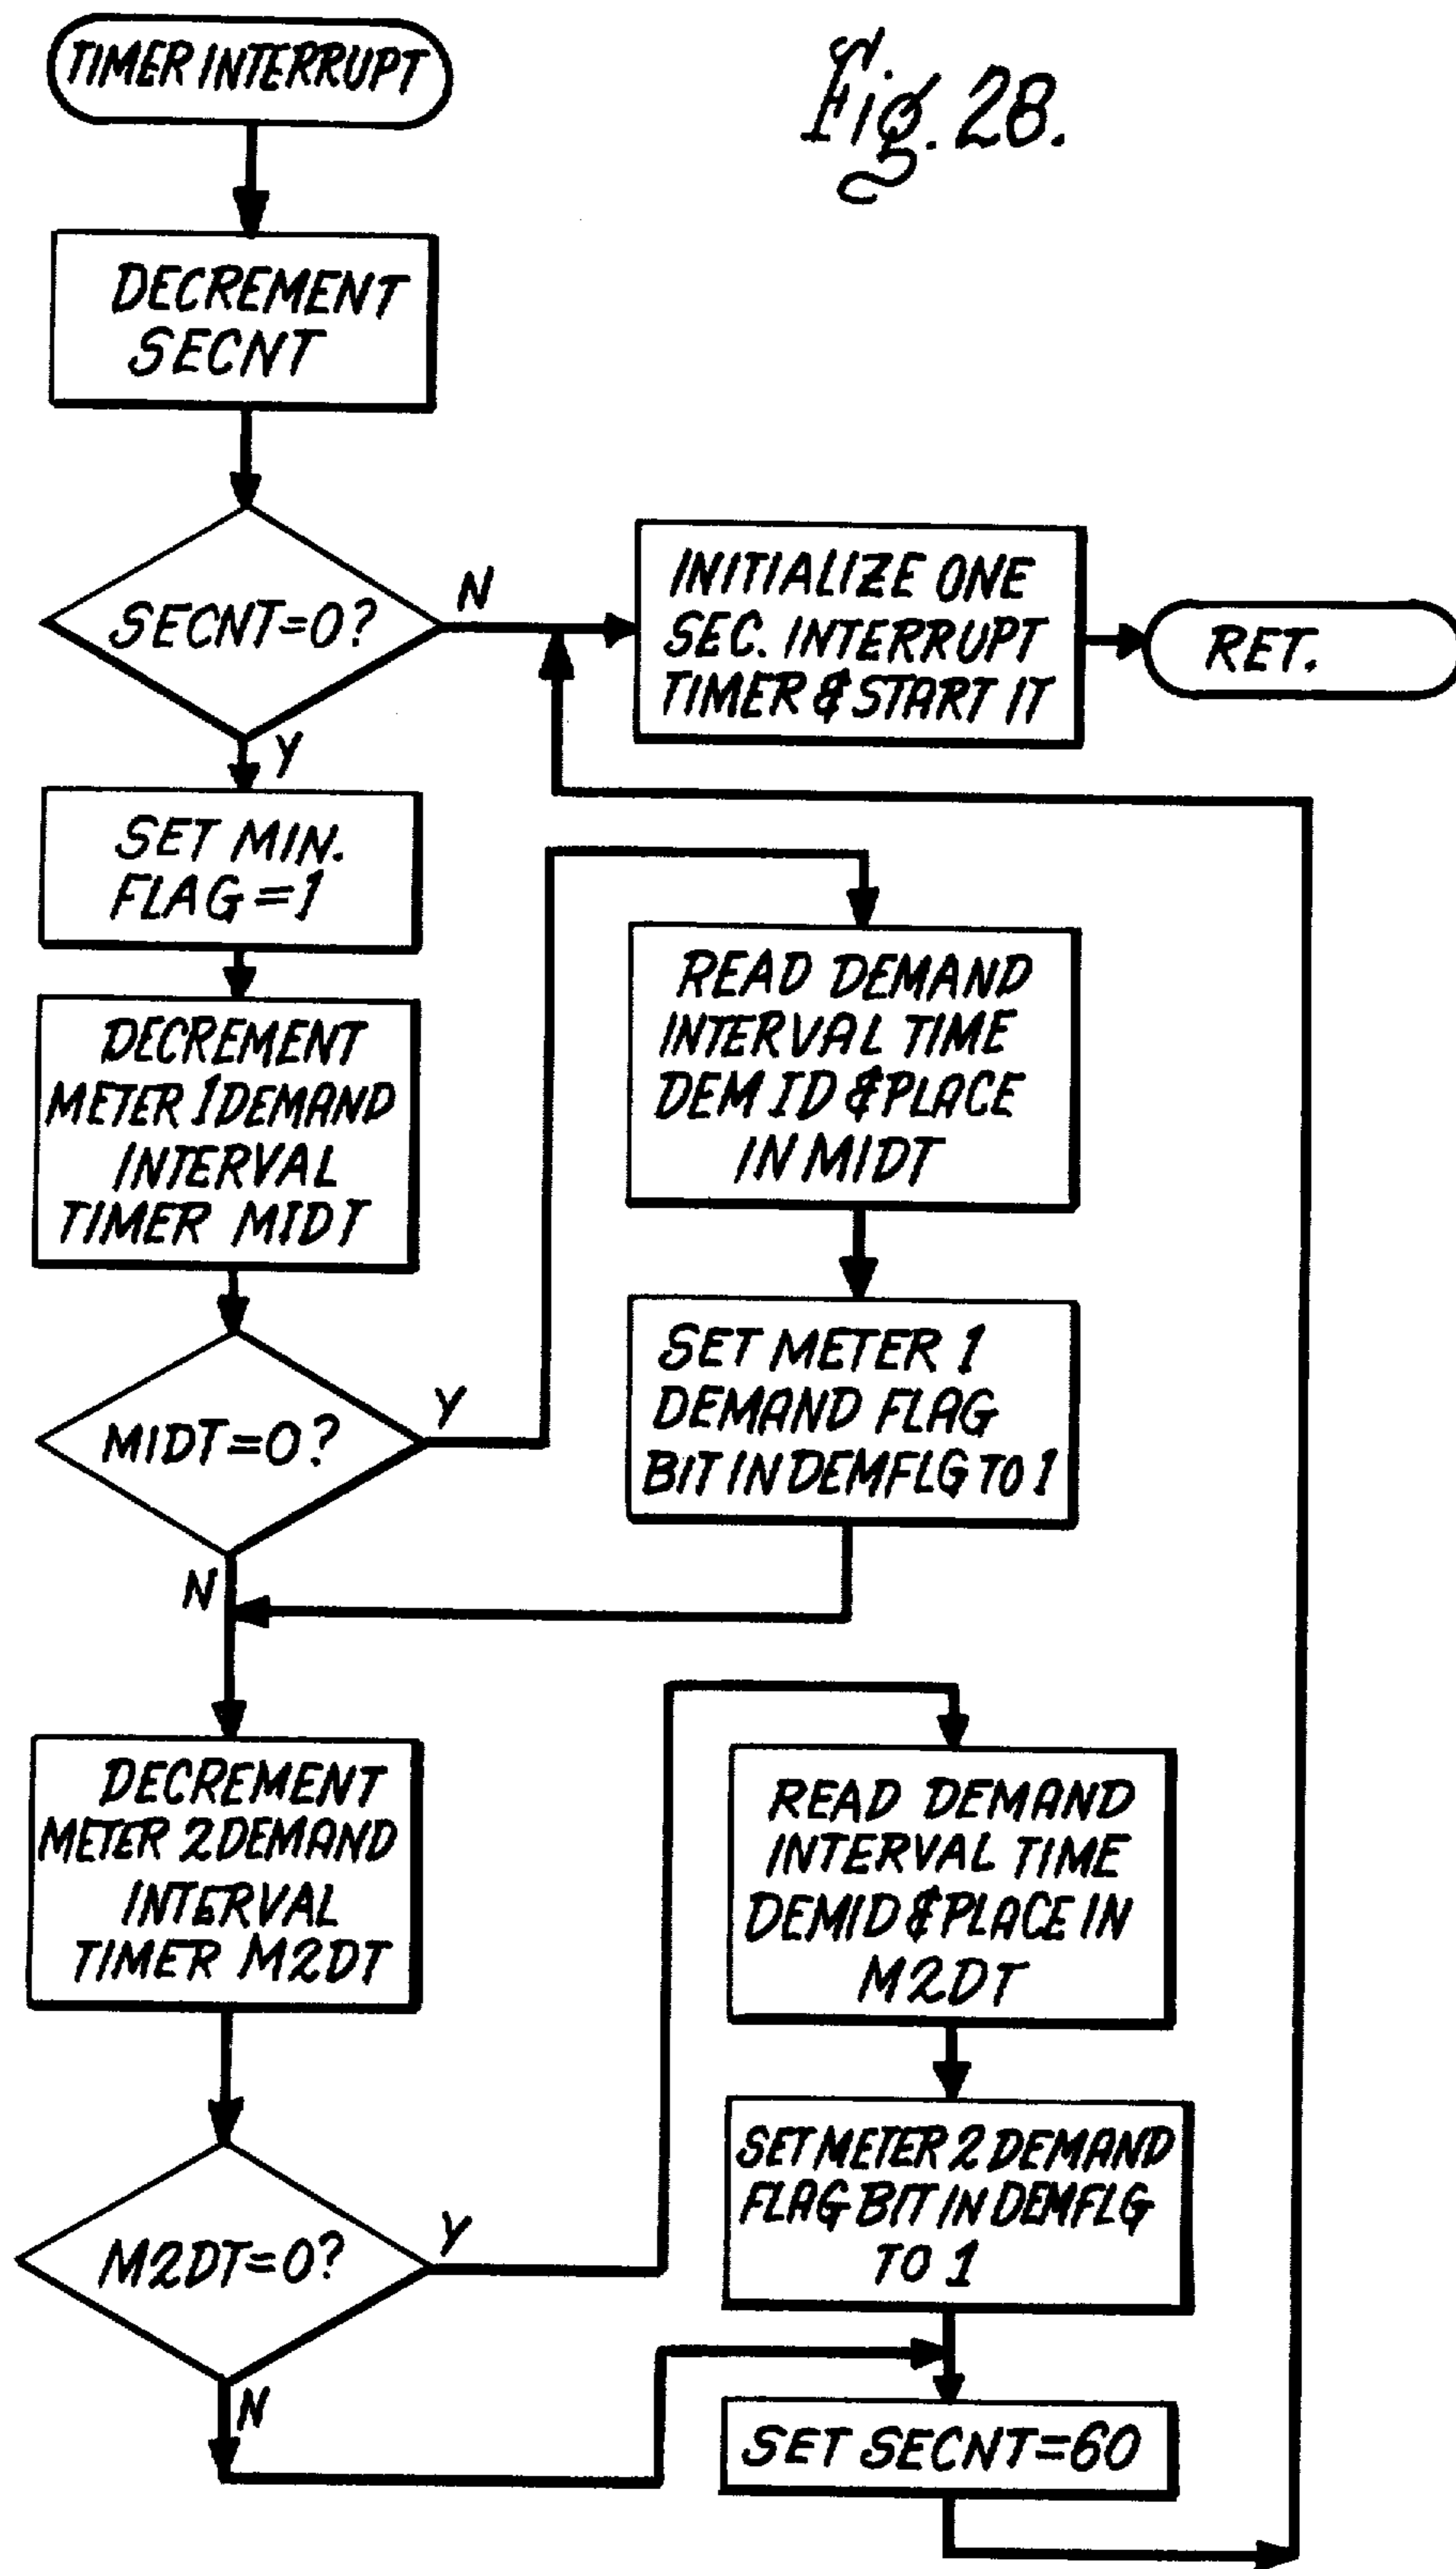 TIMER INTERRUPT
Fig. 28.
DECREMENT
SECNT
SECNT=0?
N
Y
INITIALIZE ONE
SEC. INTERRUPT
TIMER & START IT
RET.
SET MIN.
FLAG=1
DECREMENT
METER 1 DEMAND
INTERVAL
TIMER M1DT
M1DT=0?
Y
N
READ DEMAND
INTERVAL TIME
DEM ID & PLACE
IN M1DT
SET METER 1
DEMAND FLAG
BIT IN DEMFLG TO 1
DECREMENT
METER 2 DEMAND
INTERVAL
TIMER M2DT
M2DT=0?
Y
N
READ DEMAND
INTERVAL TIME
DEMID & PLACE IN
M2DT
SET METER 2 DEMAND
FLAG BIT IN DEMFLG
TO 1
SET SECNT=60